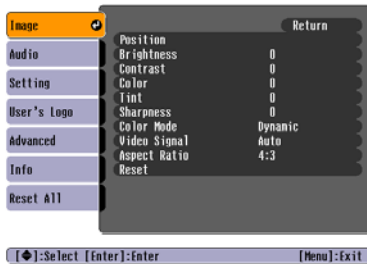 Image
Audio
Setting
User's Logo
Advanced
Info
Reset All
Return
Position
Brightness 0
Contrast 0
Color 0
Tint 0
Sharpness 0
Color Mode Dynamic
Video Signal Auto
Aspect Ratio 4:3
Reset
[◆]:Select [Enter]:Enter [Menu]:Exit